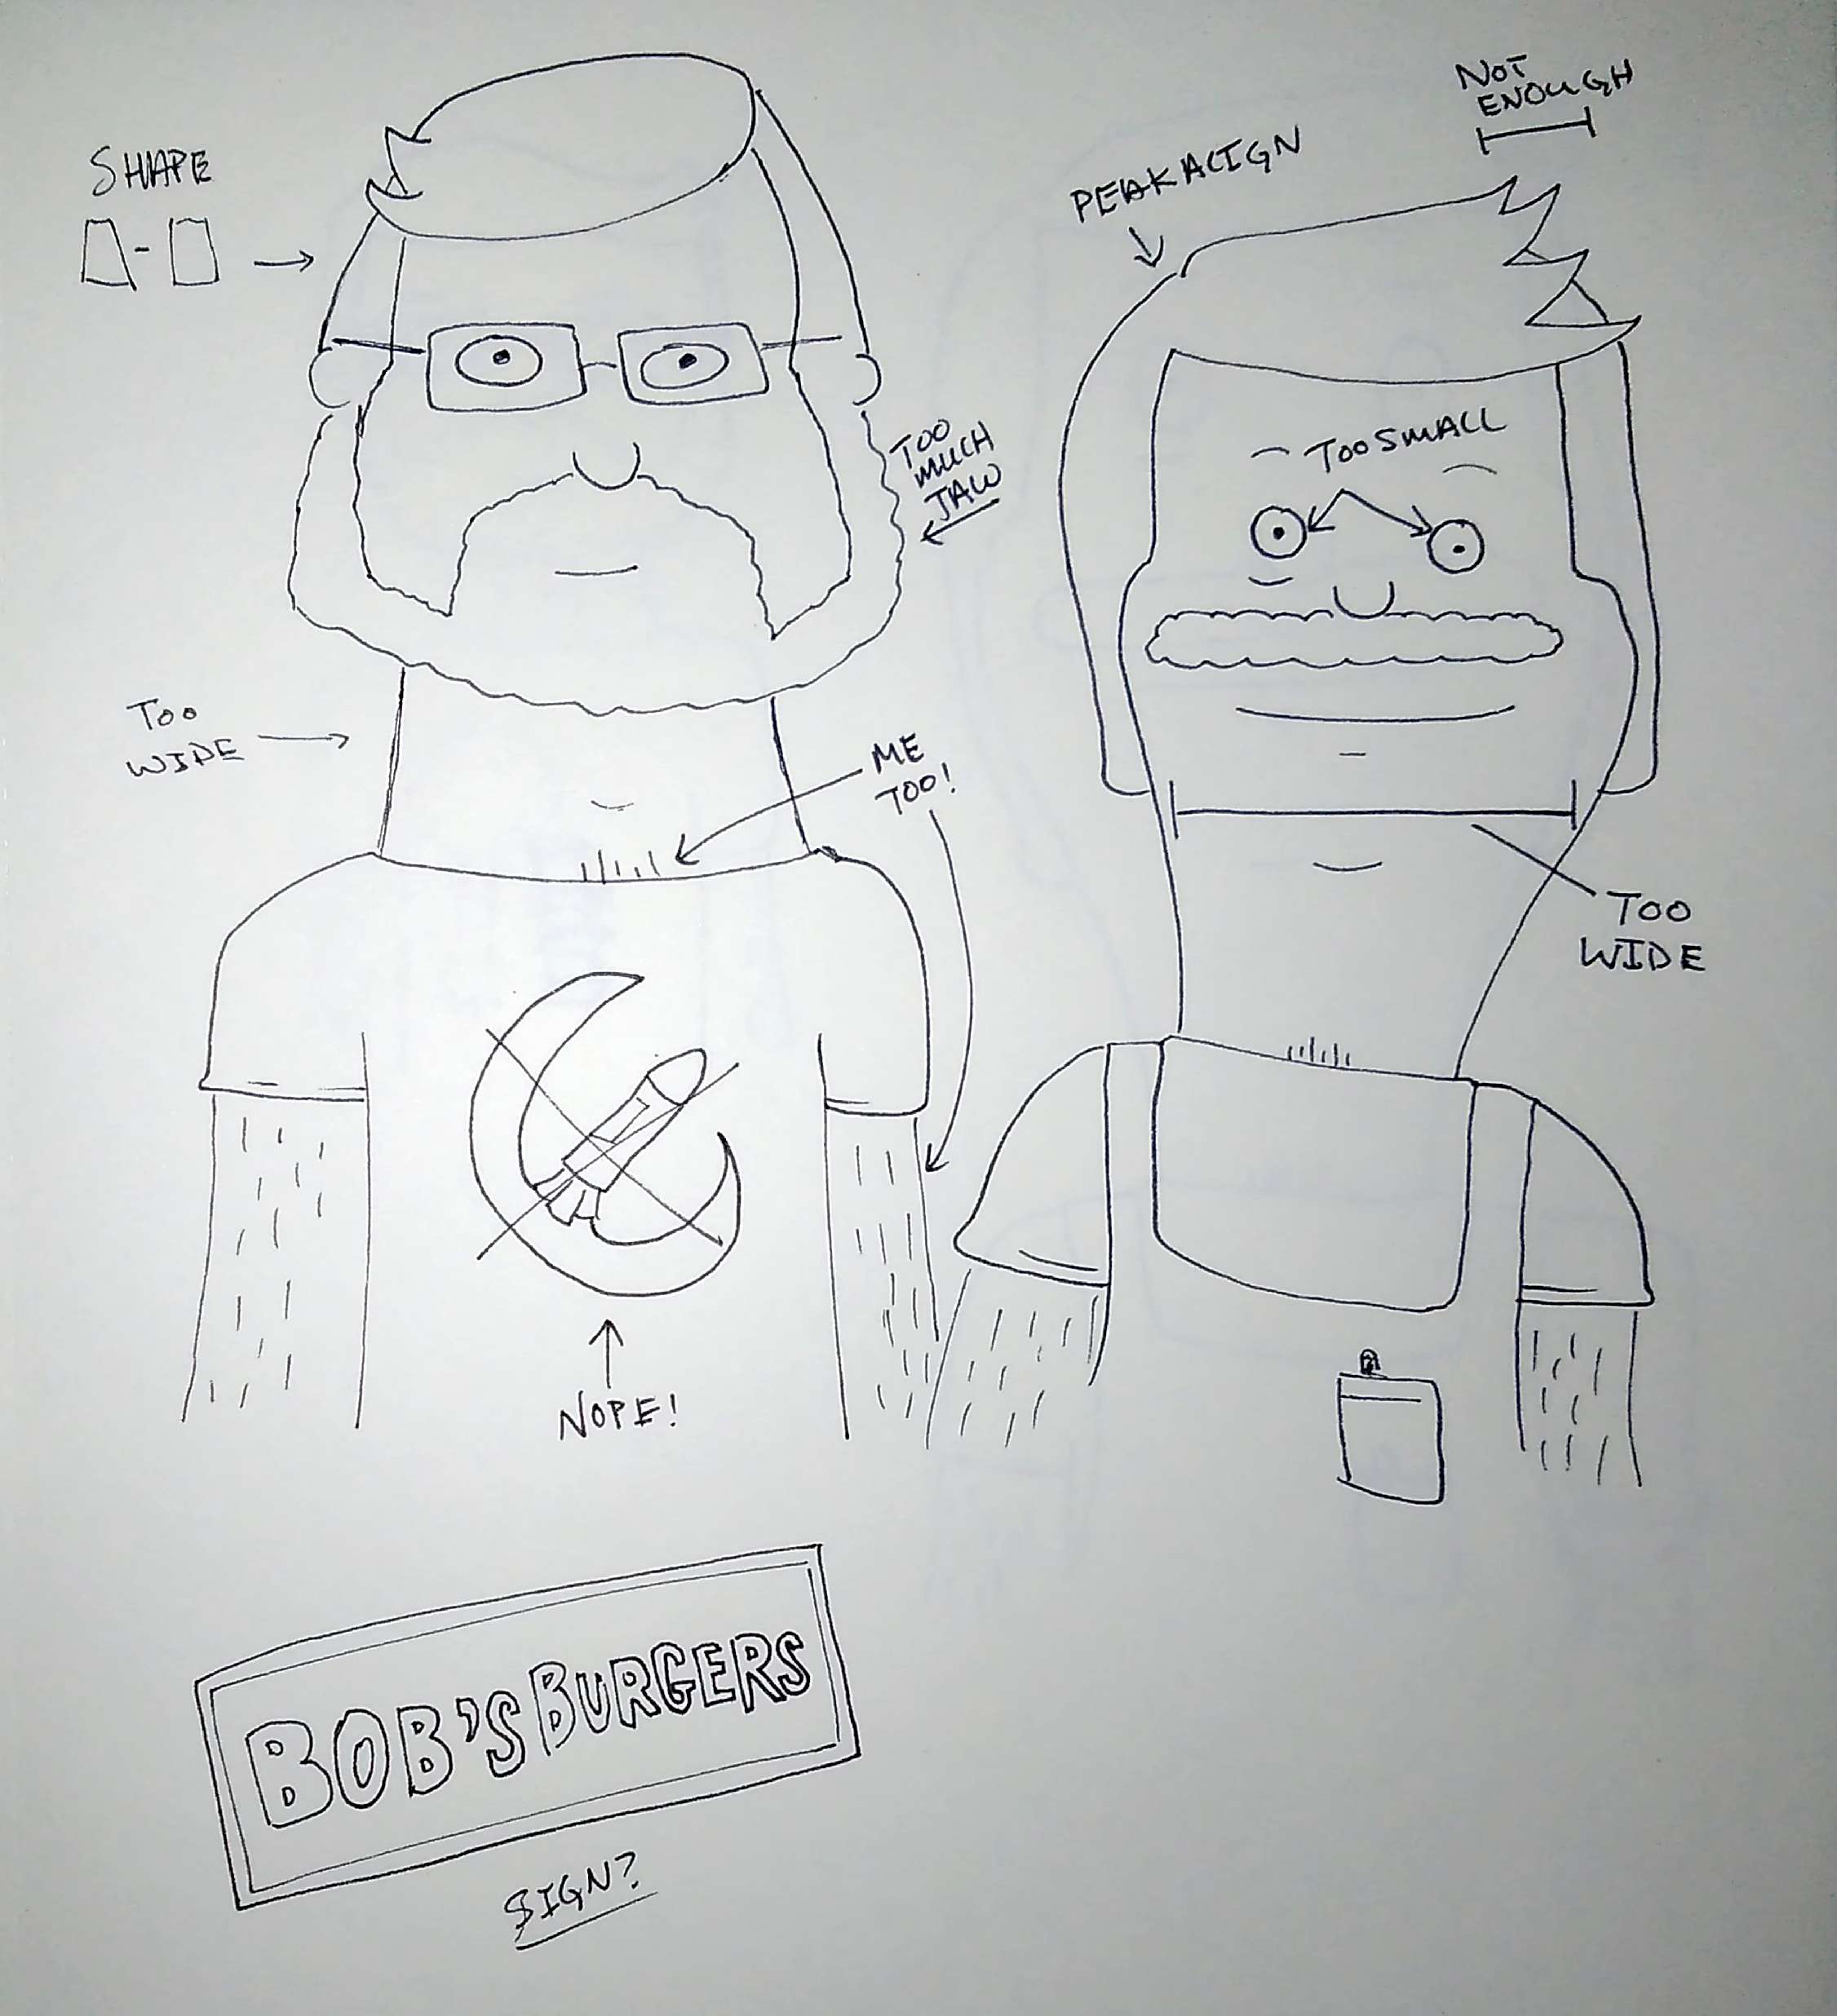 SHAPE
TOO
WIDE
TOO
MUCH
JAW
ME
TOO!
NOPE!
NOT
ENOUGH
PEAK ALIGN
TOO SMALL
TOO
WIDE
BOB'S BURGERS
SIGN?